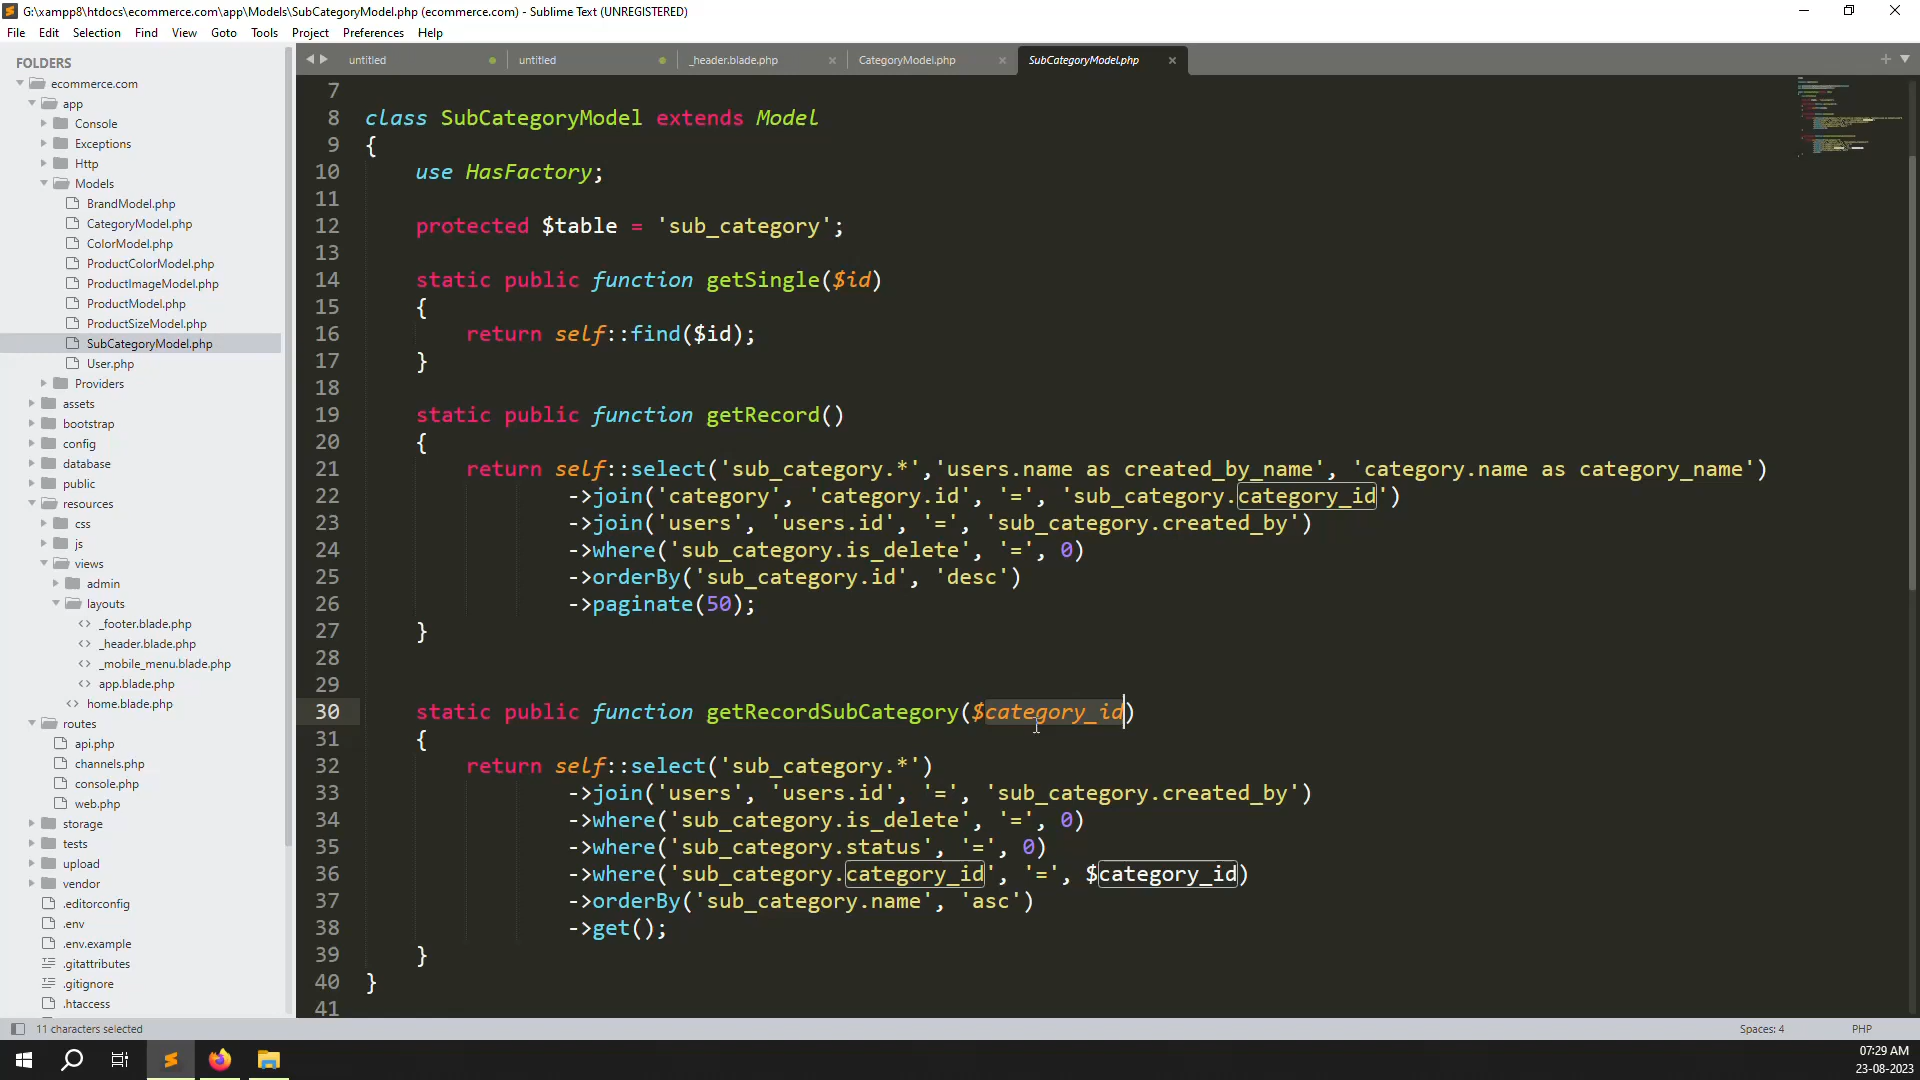 G:\xampp8\htdocs\ecommerce.com\app\Models\SubCategoryModel.php (ecommerce.com) - Sublime Text (UNREGISTERED)
File Edit Selection Find View Goto Tools Project Preferences Help
FOLDERS
ecommerce.com
app
Console
Exceptions
Http
Models
BrandModel.php
CategoryModel.php
ColorModel.php
ProductColorModel.php
ProductImageModel.php
ProductModel.php
ProductSizeModel.php
SubCategoryModel.php
User.php
Providers
assets
bootstrap
config
database
public
resources
css
js
views
admin
layouts
_footer.blade.php
_header.blade.php
_mobile_menu.blade.php
app.blade.php
home.blade.php
routes
api.php
channels.php
console.php
web.php
storage
tests
upload
vendor
.editorconfig
.env
.env.example
.gitattributes
.gitignore
.htaccess
untitled untitled _header.blade.php CategoryModel.php SubCategoryModel.php
7
8 class SubCategoryModel extends Model
9 {
10 use HasFactory;
11
12 protected $table = 'sub_category';
13
14 static public function getSingle($id)
15 {
16 return self::find($id);
17 }
18
19 static public function getRecord()
20 {
21 return self::select('sub_category.*','users.name as created_by_name', 'category.name as category_name')
22 ->join('category', 'category.id', '=', 'sub_category.category_id')
23 ->join('users', 'users.id', '=', 'sub_category.created_by')
24 ->where('sub_category.is_delete', '=', 0)
25 ->orderBy('sub_category.id', 'desc')
26 ->paginate(50);
27 }
28
29
30 static public function getRecordSubCategory($category_id)
31 {
32 return self::select('sub_category.*')
33 ->join('users', 'users.id', '=', 'sub_category.created_by')
34 ->where('sub_category.is_delete', '=', 0)
35 ->where('sub_category.status', '=', 0)
36 ->where('sub_category.category_id', '=', $category_id)
37 ->orderBy('sub_category.name', 'asc')
38 ->get();
39 }
40 }
41
11 characters selected
Spaces: 4 PHP
07:29 AM
23-08-2023